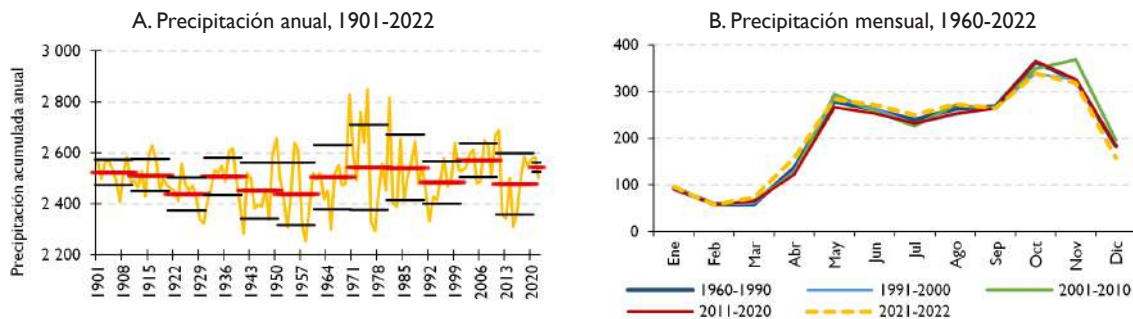 A. Precipitación anual, 1901-2022
Precipitación acumulada anual
3 000
2 800
2 600
2 400
2 200
1901
1908
1915
1922
1929
1936
1943
1950
1957
1964
1971
1978
1985
1992
1999
2006
2013
2020
B. Precipitación mensual, 1960-2022
400
300
200
100
0
Ene
Feb
Mar
Abr
May
Jun
Jul
Ago
Sep
Oct
Nov
Dic
1960-1990
1991-2000
2001-2010
2011-2020
2021-2022